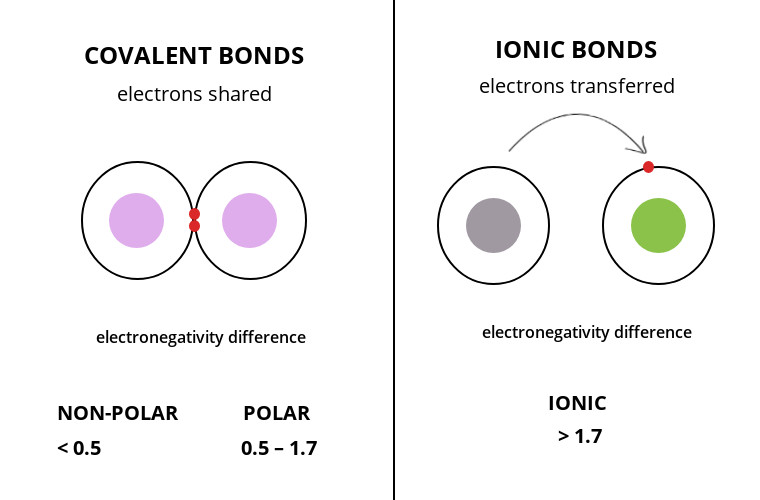 COVALENT BONDS
electrons shared
electronegativity difference
NON-POLAR
POLAR
< 0.5
0.5 – 1.7
IONIC BONDS
electrons transferred
electronegativity difference
IONIC
> 1.7